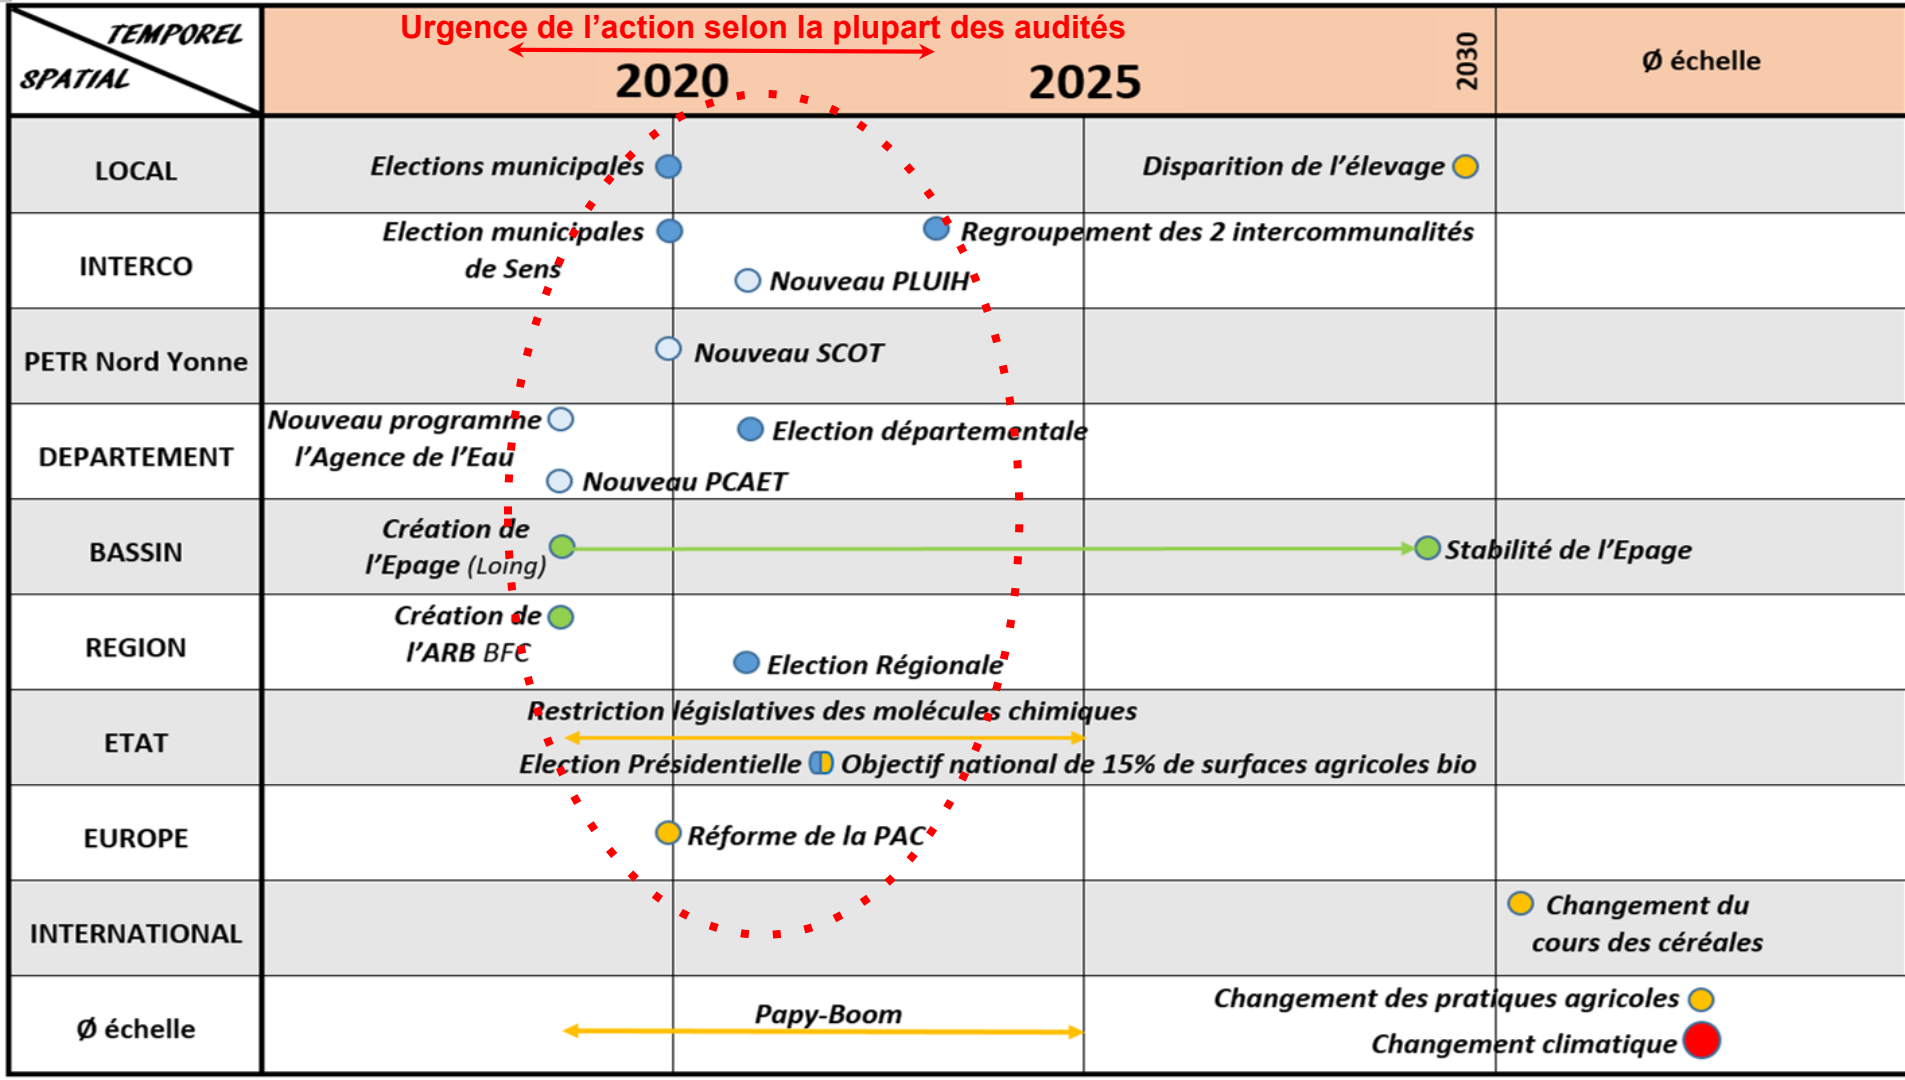 Urgence de l’action selon la plupart des audités
TEMPOREL
SPATIAL
2020
2025
2030
Ø échelle
LOCAL
Elections municipales
Disparition de l’élevage
INTERCO
Election municipales
de Sens
Regroupement des 2 intercommunalités
Nouveau PLUIH
PETR Nord Yonne
Nouveau SCOT
DEPARTEMENT
Nouveau programme
l’Agence de l’Eau
Election départementale
Nouveau PCAET
BASSIN
Création de
l’Epage (Loing)
Stabilité de l’Epage
REGION
Création de
l’ARB BFC
Election Régionale
ETAT
Restriction législatives des molécules chimiques
Election Présidentielle
Objectif national de 15% de surfaces agricoles bio
EUROPE
Réforme de la PAC
INTERNATIONAL
Changement du
cours des céréales
Ø échelle
Papy-Boom
Changement des pratiques agricoles
Changement climatique